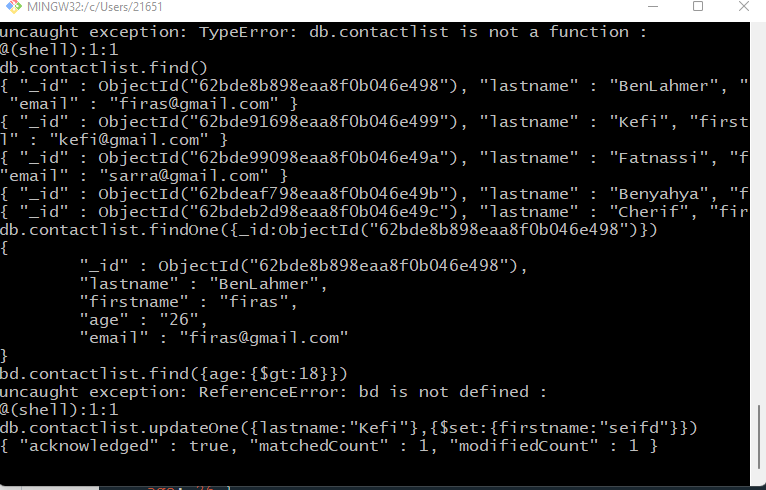 MINGW32:/c/Users/21651
uncaught exception: TypeError: db.contactlist is not a function :
@(shell):1:1
db.contactlist.find()
{ "_id" : ObjectId("62bde8b898eaa8f0b046e498"), "lastname" : "BenLahmer", "
"email" : "firas@gmail.com" }
{ "_id" : ObjectId("62bde91698eaa8f0b046e499"), "lastname" : "Kefi", "first
l" : "kefi@gmail.com" }
{ "_id" : ObjectId("62bde99098eaa8f0b046e49a"), "lastname" : "Fatnassi", "f
"email" : "sarra@gmail.com" }
{ "_id" : ObjectId("62bdeaf798eaa8f0b046e49b"), "lastname" : "Benyahya", "f
{ "_id" : ObjectId("62bdeb2d98eaa8f0b046e49c"), "lastname" : "Cherif", "fir
db.contactlist.findOne({_id:ObjectId("62bde8b898eaa8f0b046e498")})
{
"_id" : ObjectId("62bde8b898eaa8f0b046e498"),
"lastname" : "BenLahmer",
"firstname" : "firas",
"age" : "26",
"email" : "firas@gmail.com"
}
bd.contactlist.find({age:{$gt:18}})
uncaught exception: ReferenceError: bd is not defined :
@(shell):1:1
db.contactlist.updateOne({lastname:"Kefi"},{$set:{firstname:"seifd"}})
{ "acknowledged" : true, "matchedCount" : 1, "modifiedCount" : 1 }